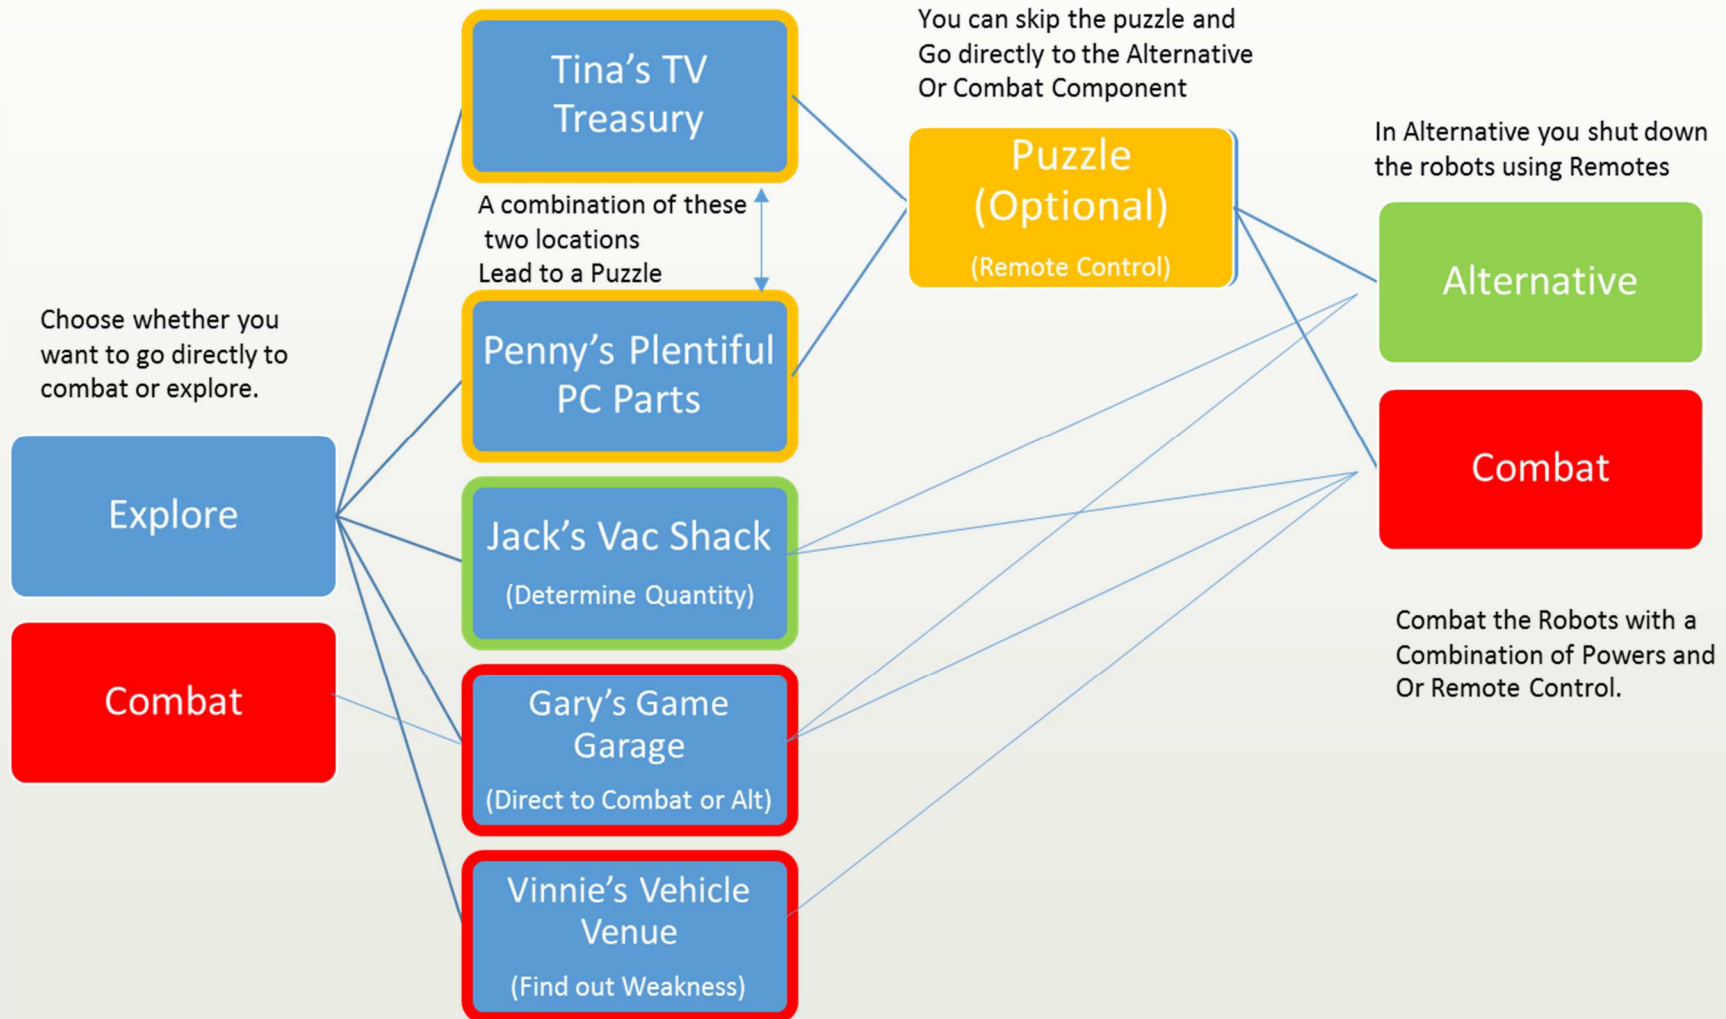 Choose whether you
want to go directly to
combat or explore.
Explore
Combat
Tina’s TV
Treasury
A combination of these
two locations
Lead to a Puzzle
Penny’s Plentiful
PC Parts
Jack’s Vac Shack
(Determine Quantity)
Gary’s Game
Garage
(Direct to Combat or Alt)
Vinnie’s Vehicle
Venue
(Find out Weakness)
You can skip the puzzle and
Go directly to the Alternative
Or Combat Component
Puzzle
(Optional)
(Remote Control)
In Alternative you shut down
the robots using Remotes
Alternative
Combat
Combat the Robots with a
Combination of Powers and
Or Remote Control.